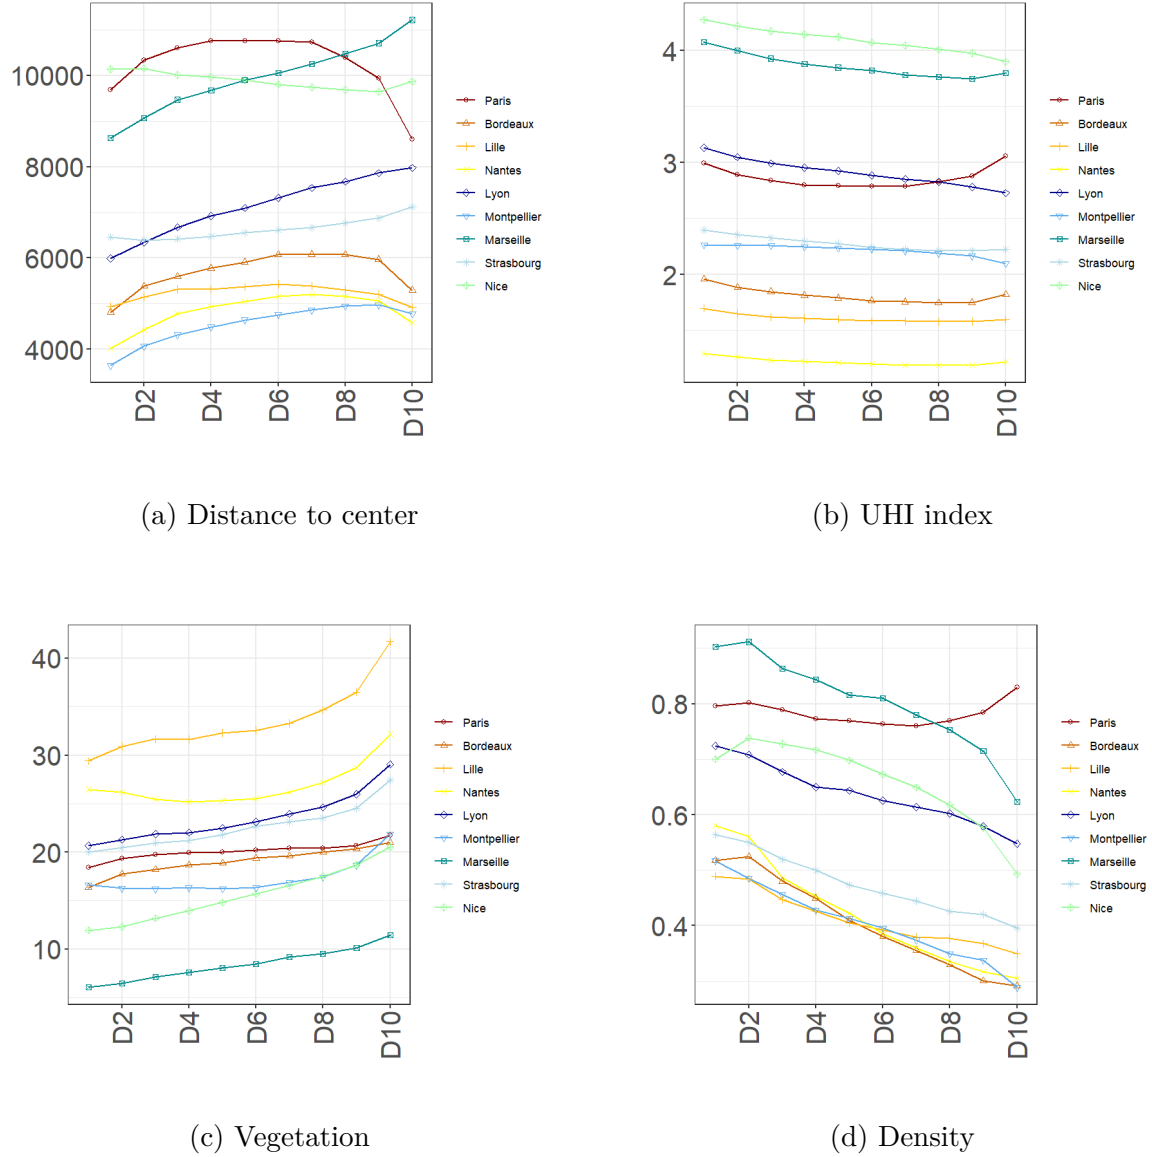 10000
8000
6000
4000
D2
D4
D6
D8
D10
Paris
Bordeaux
Lille
Nantes
Lyon
Montpellier
Marseille
Strasbourg
Nice
(a) Distance to center
4
3
2
D2
D4
D6
D8
D10
Paris
Bordeaux
Lille
Nantes
Lyon
Montpellier
Marseille
Strasbourg
Nice
(b) UHI index
40
30
20
10
D2
D4
D6
D8
D10
Paris
Bordeaux
Lille
Nantes
Lyon
Montpellier
Marseille
Strasbourg
Nice
(c) Vegetation
0.8
0.6
0.4
D2
D4
D6
D8
D10
Paris
Bordeaux
Lille
Nantes
Lyon
Montpellier
Marseille
Strasbourg
Nice
(d) Density